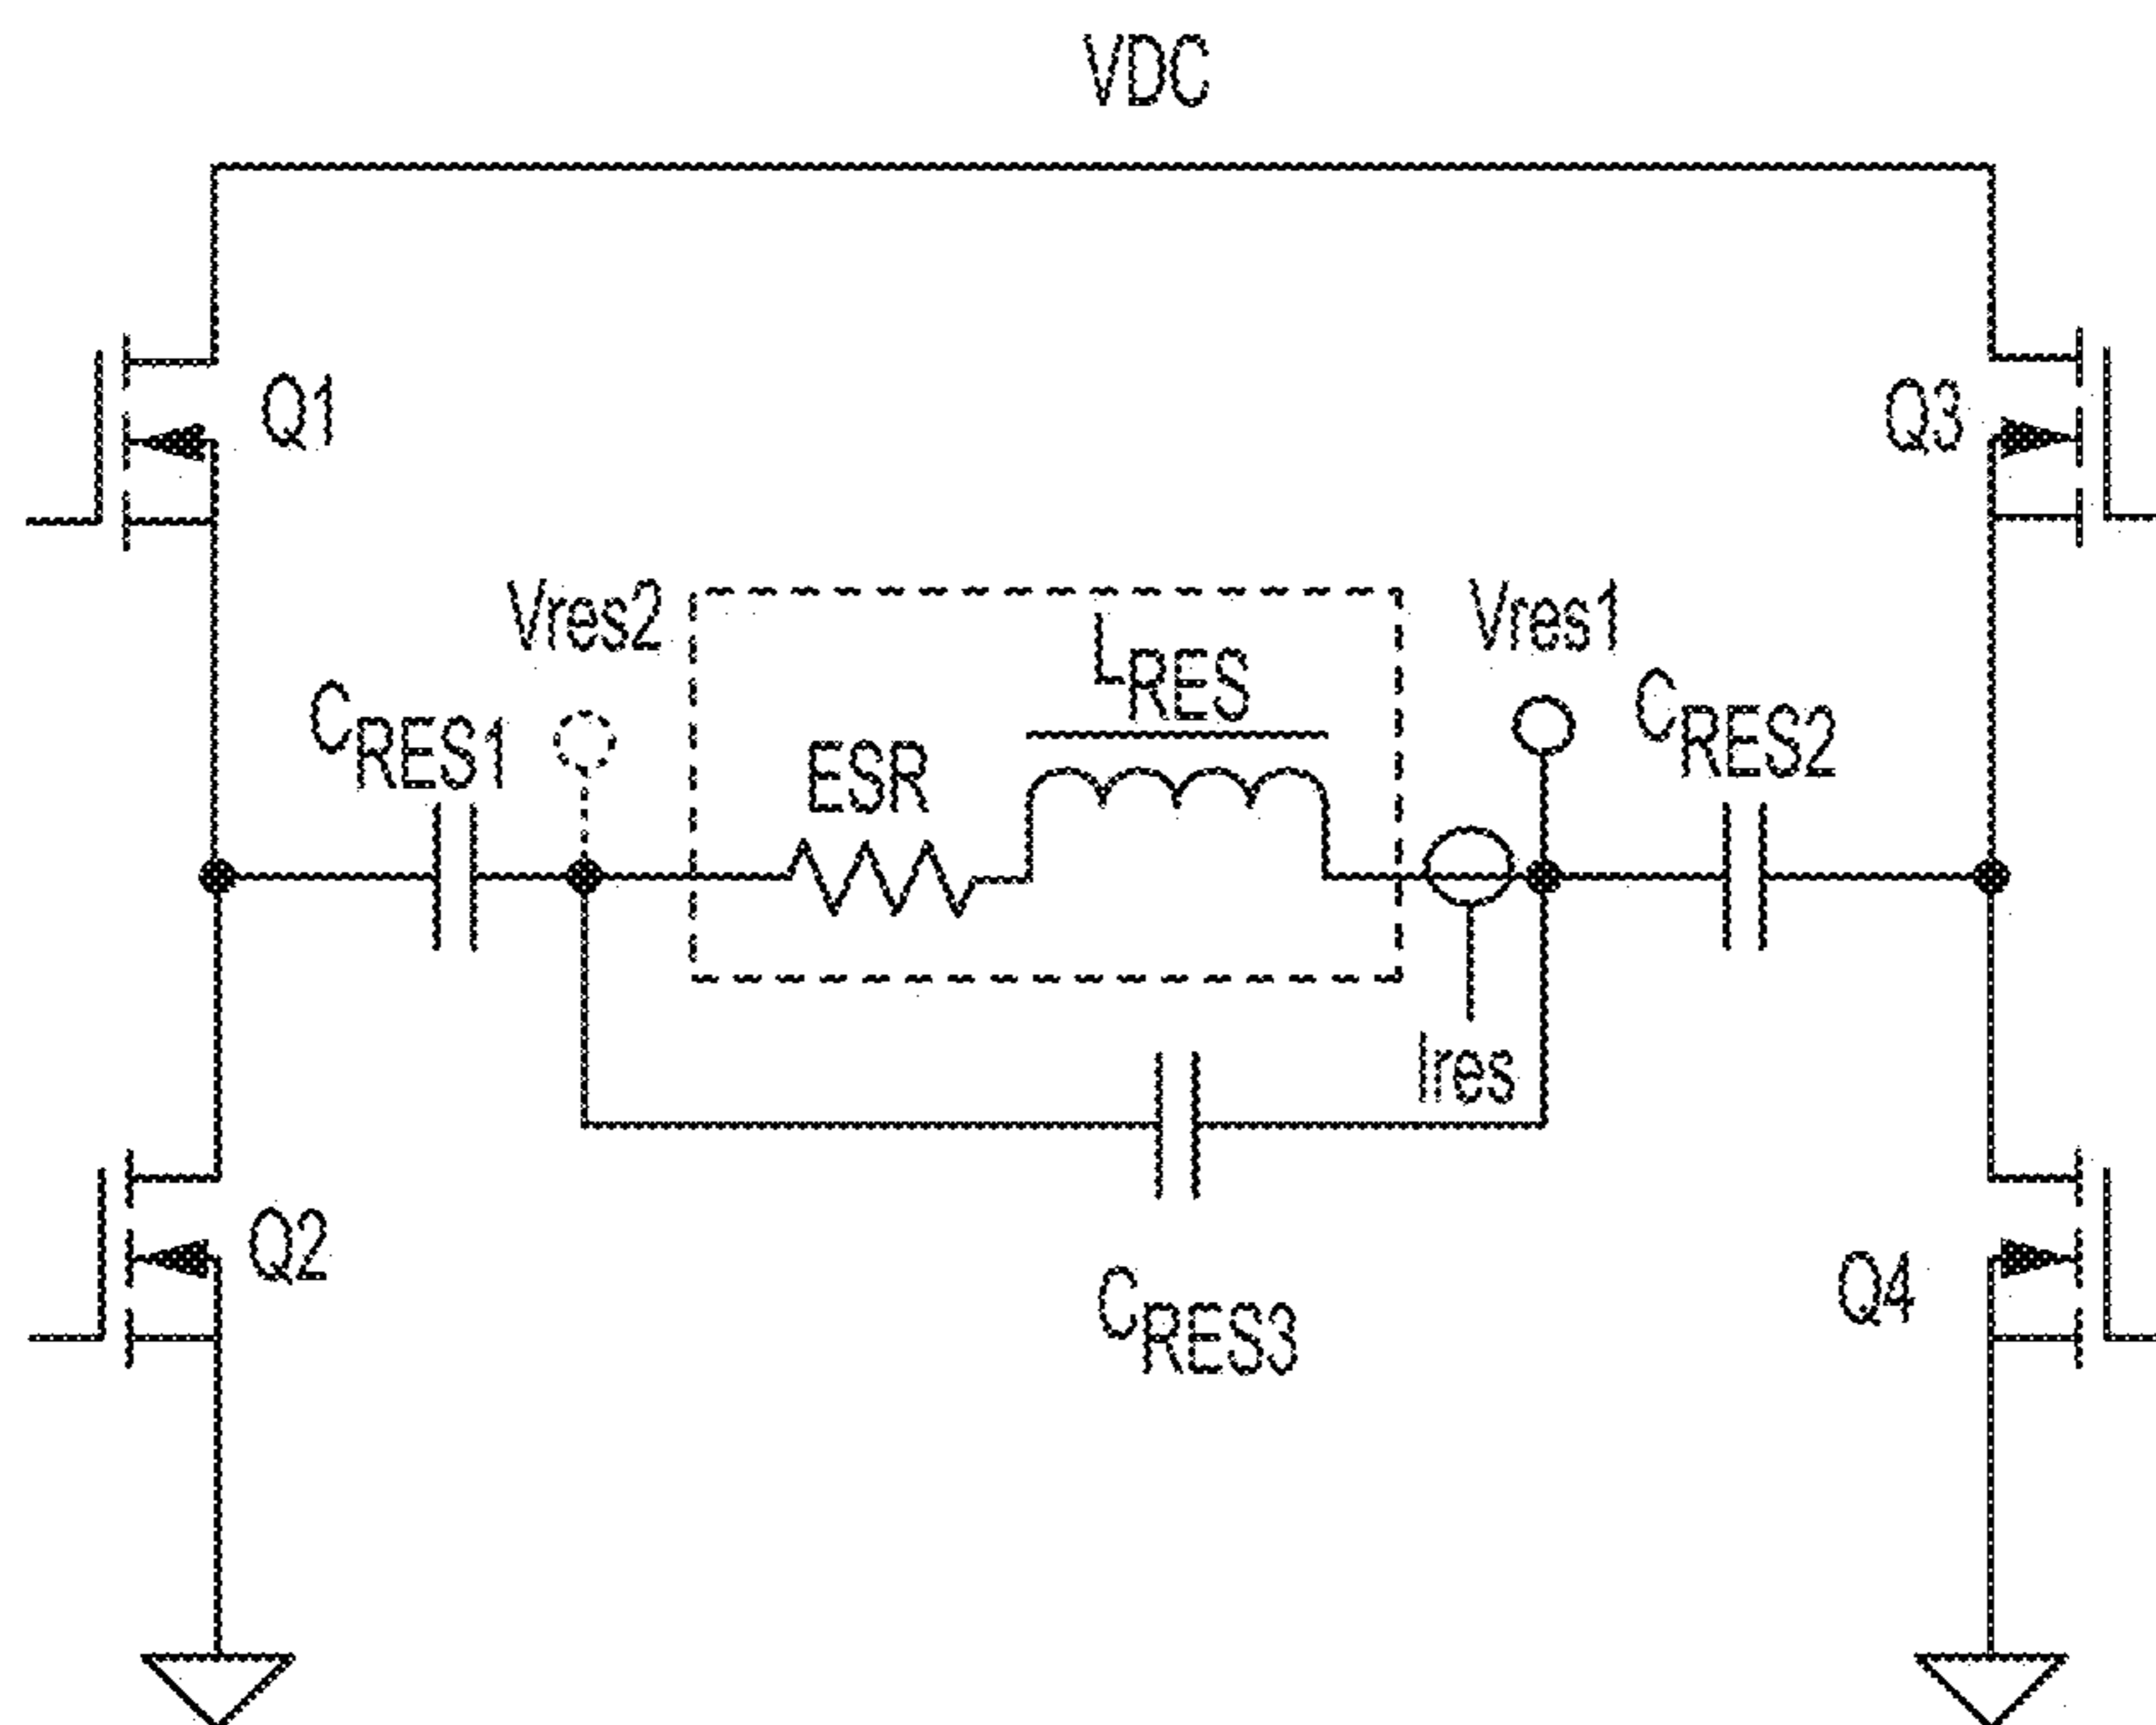 VDC
Q1
Q3
Vres2
LRES
Vres1
CRES1
ESR
CRES2
Ires
Q2
Q4
CRES3